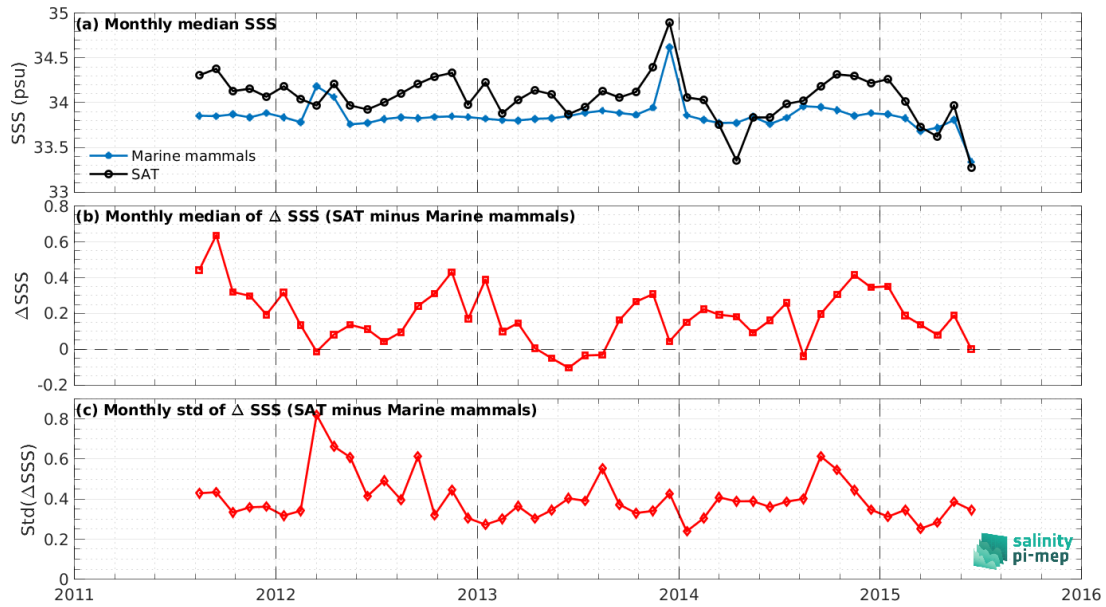 (a) Monthly median SSS
SSS (psu)
35
34.5
34
33.5
33
Marine mammals
SAT
(b) Monthly median of Δ SSS (SAT minus Marine mammals)
ΔSSS
0.8
0.6
0.4
0.2
0
-0.2
(c) Monthly std of Δ SSS (SAT minus Marine mammals)
Std(ΔSSS)
0.8
0.6
0.4
0.2
0
salinity
pi-mep
2011 2012 2013 2014 2015 2016